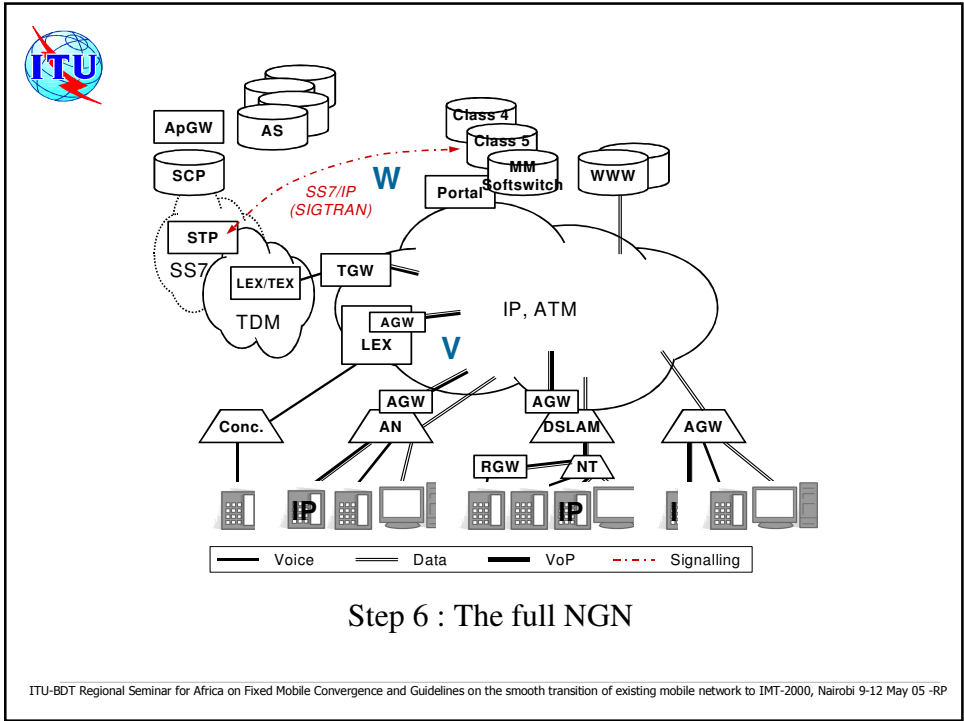 ITU
ApGW
AS
Class 4
Class 5
MM
Softswitch
WWW
SCP
SS7/IP
(SIGTRAN)
W
Portal
STP
SS7
LEX/TEX
TDM
TGW
IP, ATM
AGW
LEX
V
AGW
AGW
Conc.
AN
DSLAM
AGW
RGW
NT
IP
IP
I
Voice
Data
VoP
Signalling
Step 6 : The full NGN
ITU-BDT Regional Seminar for Africa on Fixed Mobile Convergence and Guidelines on the smooth transition of existing mobile network to IMT-2000, Nairobi 9-12 May 05 -RP